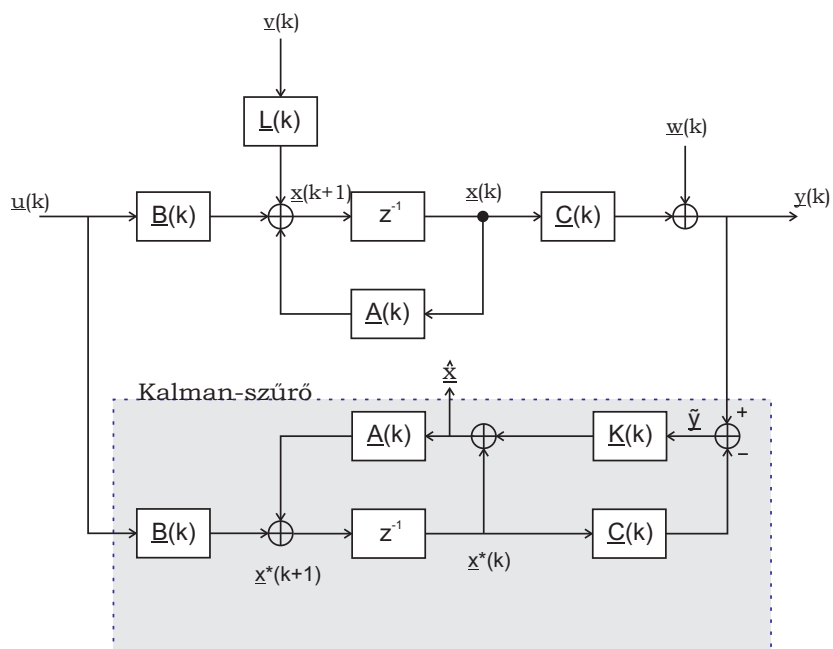 v(k)
L(k)
w(k)
u(k)
B(k)
x(k+1)
z⁻¹
x(k)
C(k)
y(k)
A(k)
Kalman-szűrő
x̂
A(k)
K(k)
ỹ
+
−
B(k)
z⁻¹
C(k)
x*(k+1)
x*(k)